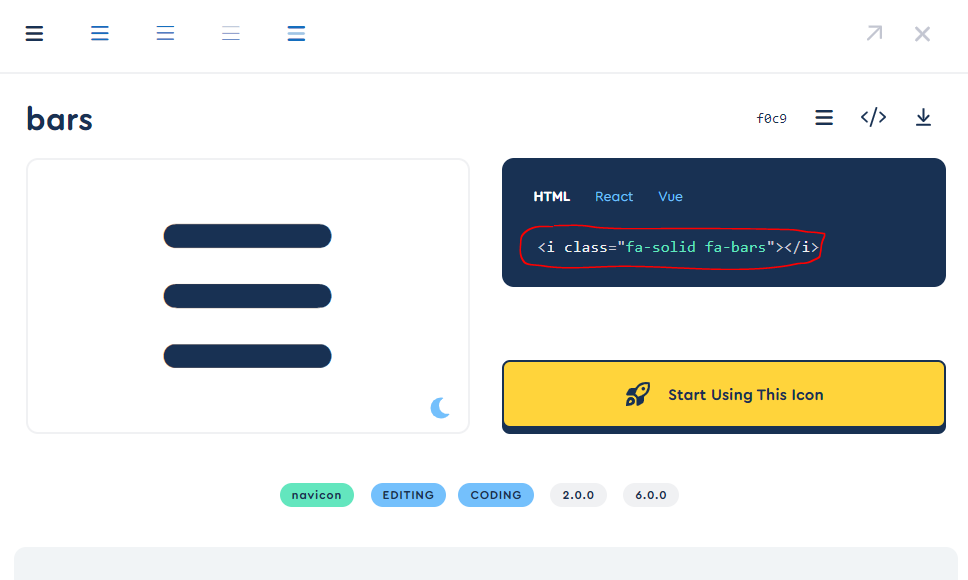 bars
f0c9
HTML React Vue
<i class="fa-solid fa-bars"></i>
Start Using This Icon
navicon EDITING CODING 2.0.0 6.0.0